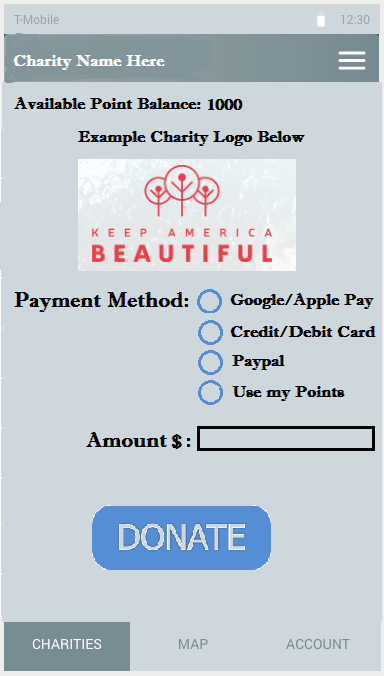 T-Mobile 12:30
Charity Name Here
Available Point Balance: 1000
Example Charity Logo Below
KEEP AMERICA
BEAUTIFUL
Payment Method: Google/Apple Pay
Credit/Debit Card
Paypal
Use my Points
Amount $ :
DONATE
CHARITIES MAP ACCOUNT